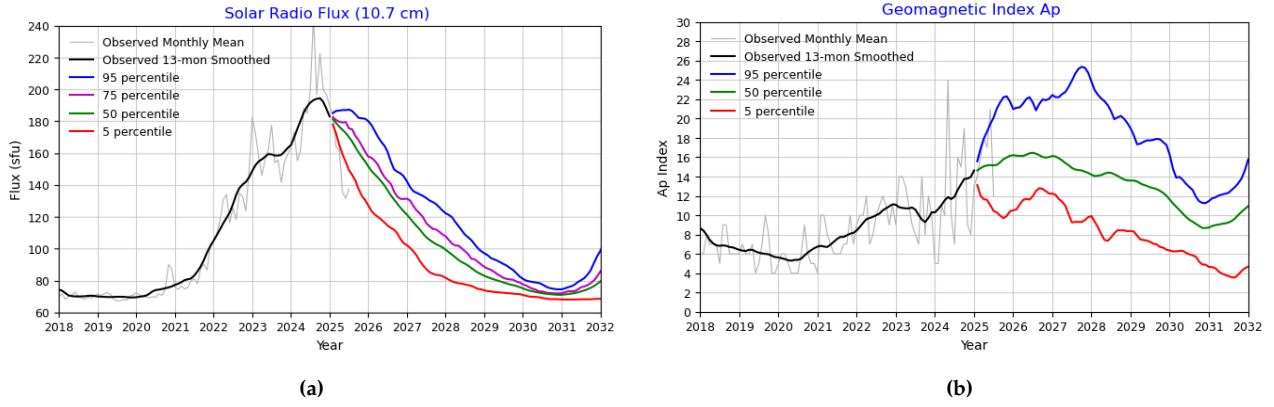 Solar Radio Flux (10.7 cm)
240
220
200
180
160
140
120
100
80
60
Flux (sfu)
Observed Monthly Mean
Observed 13-mon Smoothed
95 percentile
75 percentile
50 percentile
5 percentile
2018 2019 2020 2021 2022 2023 2024 2025 2026 2027 2028 2029 2030 2031 2032
Year
(a)
Geomagnetic Index Ap
30
28
26
24
22
20
18
16
14
12
10
8
6
4
2
0
Ap Index
Observed Monthly Mean
Observed 13-mon Smoothed
95 percentile
50 percentile
5 percentile
2018 2019 2020 2021 2022 2023 2024 2025 2026 2027 2028 2029 2030 2031 2032
Year
(b)